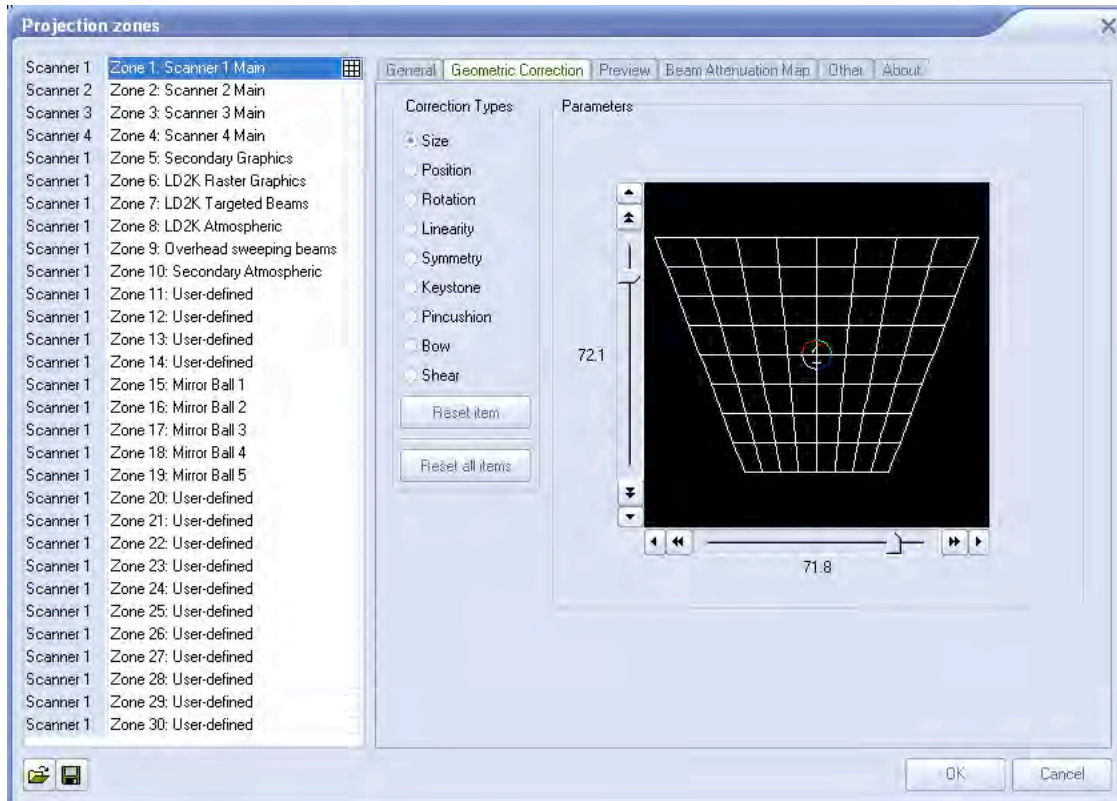 Projection zones
Scanner 1 Zone 1: Scanner 1 Main
Scanner 2 Zone 2: Scanner 2 Main
Scanner 3 Zone 3: Scanner 3 Main
Scanner 4 Zone 4: Scanner 4 Main
Scanner 1 Zone 5: Secondary Graphics
Scanner 1 Zone 6: LD2K Raster Graphics
Scanner 1 Zone 7: LD2K Targeted Beams
Scanner 1 Zone 8: LD2K Atmospheric
Scanner 1 Zone 9: Overhead sweeping beams
Scanner 1 Zone 10: Secondary Atmospheric
Scanner 1 Zone 11: User-defined
Scanner 1 Zone 12: User-defined
Scanner 1 Zone 13: User-defined
Scanner 1 Zone 14: User-defined
Scanner 1 Zone 15: Mirror Ball 1
Scanner 1 Zone 16: Mirror Ball 2
Scanner 1 Zone 17: Mirror Ball 3
Scanner 1 Zone 18: Mirror Ball 4
Scanner 1 Zone 19: Mirror Ball 5
Scanner 1 Zone 20: User-defined
Scanner 1 Zone 21: User-defined
Scanner 1 Zone 22: User-defined
Scanner 1 Zone 23: User-defined
Scanner 1 Zone 24: User-defined
Scanner 1 Zone 25: User-defined
Scanner 1 Zone 26: User-defined
Scanner 1 Zone 27: User-defined
Scanner 1 Zone 28: User-defined
Scanner 1 Zone 29: User-defined
Scanner 1 Zone 30: User-defined
General Geometric Correction Preview Beam Attenuation Map Other About
Correction Types
Size
Position
Rotation
Linearity
Symmetry
Keystone
Pincushion
Bow
Shear
Reset item
Reset all items
Parameters
72.1
71.8
OK Cancel